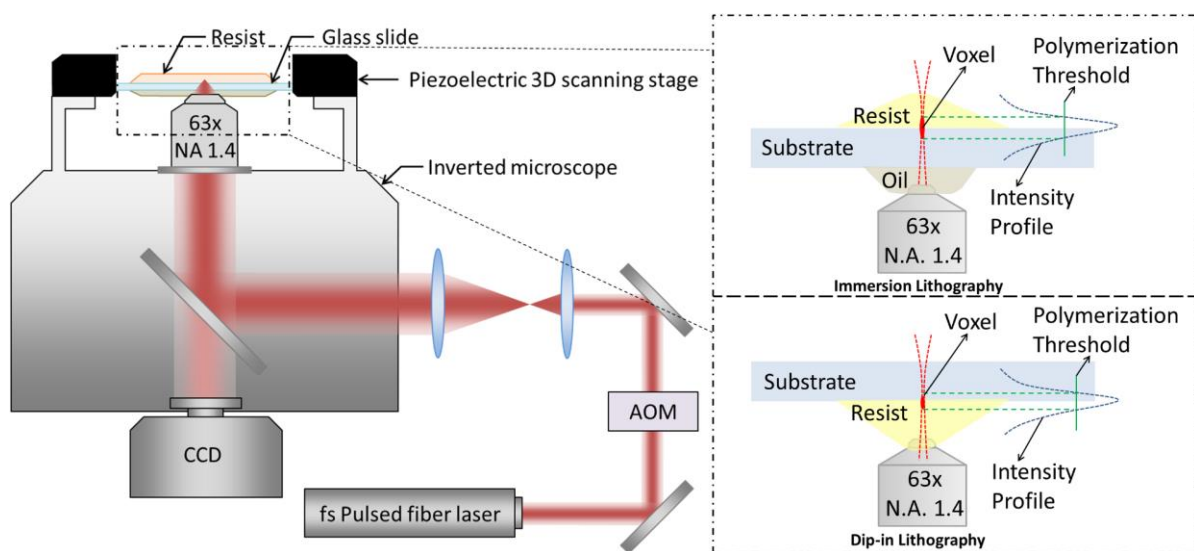 Resist
Glass slide
Piezoelectric 3D scanning stage
63x
NA 1.4
Inverted microscope
AOM
CCD
fs Pulsed fiber laser
Voxel
Polymerization
Threshold
Resist
Substrate
Oil
Intensity
Profile
63x
N.A. 1.4
Immersion Lithography
Voxel
Polymerization
Threshold
Substrate
Resist
Intensity
Profile
63x
N.A. 1.4
Dip-in Lithography